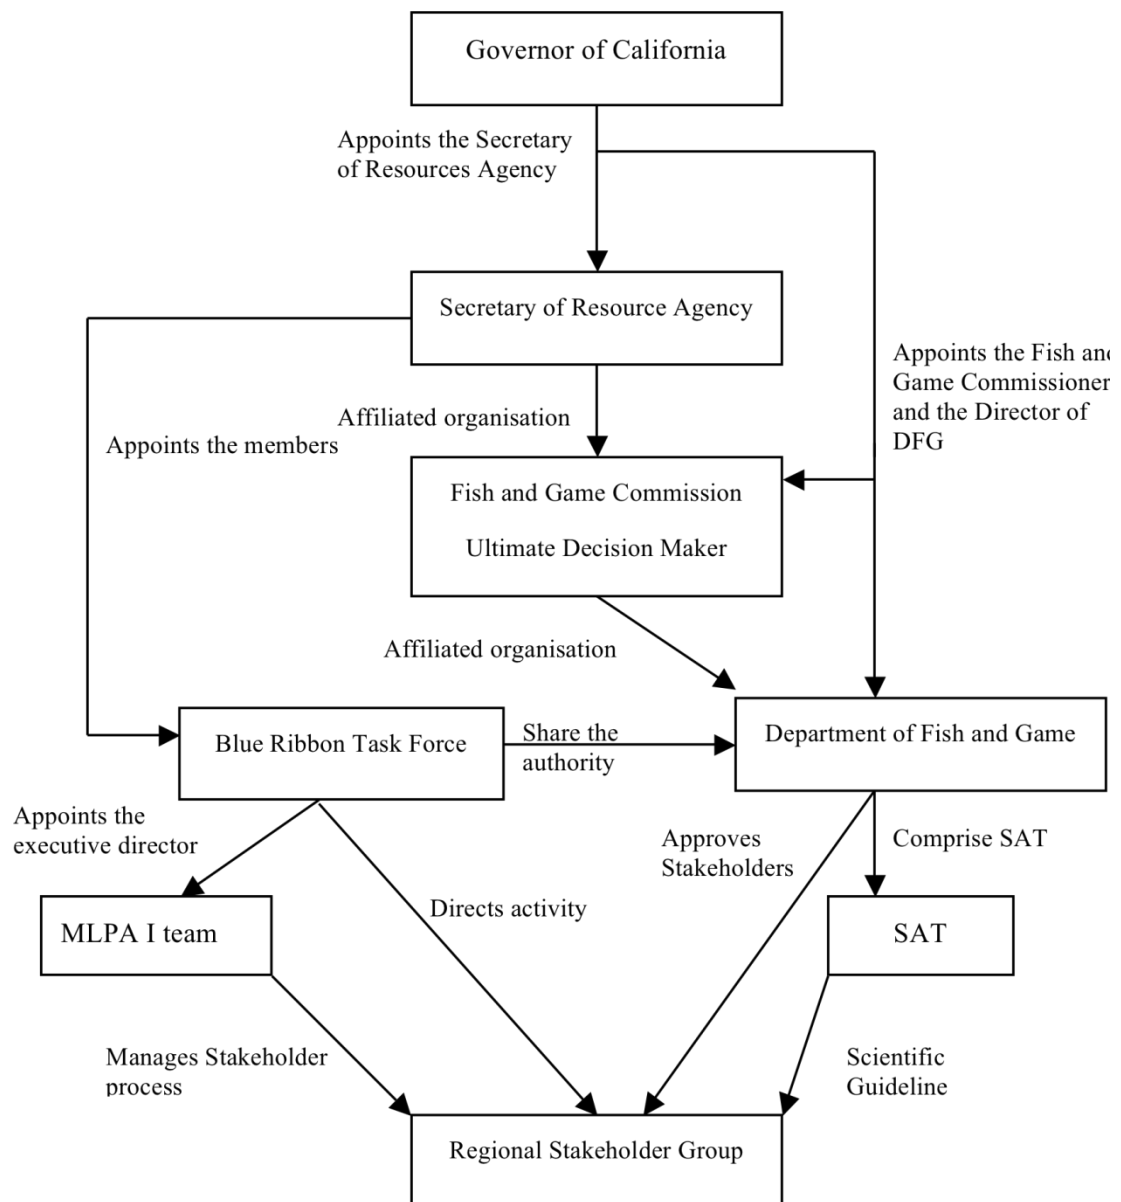 Governor of California
Appoints the Secretary
of Resources Agency
Secretary of Resource Agency
Appoints the Fish and
Game Commissioner
and the Director of
DFG
Affiliated organisation
Appoints the members
Fish and Game Commission
Ultimate Decision Maker
Affiliated organisation
Blue Ribbon Task Force
Share the
authority
Department of Fish and Game
Appoints the
executive director
Approves
Stakeholders
Comprise SAT
Directs activity
MLPA I team
SAT
Manages Stakeholder
process
Scientific
Guideline
Regional Stakeholder Group